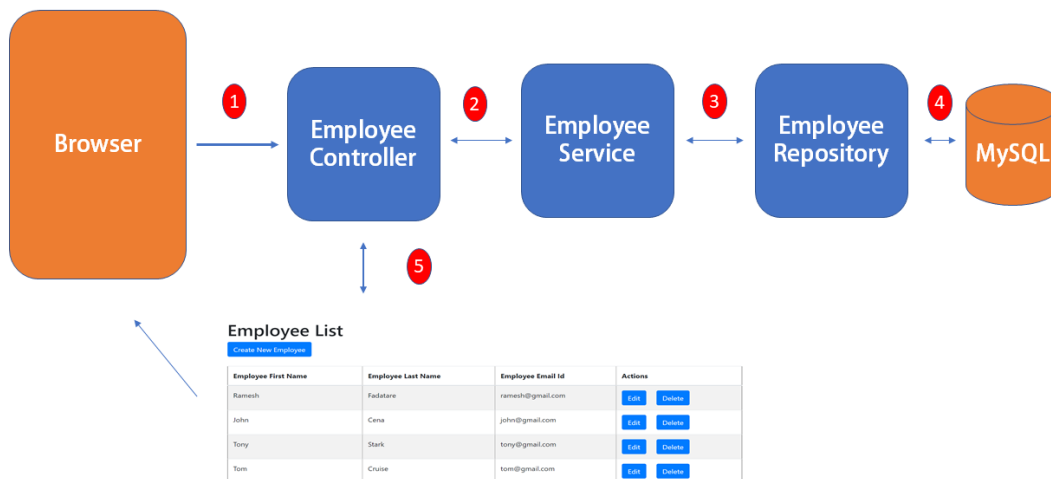 Browser
1
Employee
Controller
2
Employee
Service
3
Employee
Repository
4
MySQL
5
Employee List
Create New Employee
Employee First Name Employee Last Name Employee Email Id Actions
Ramesh Fadatare ramesh@gmail.com Edit Delete
John Cena john@gmail.com Edit Delete
Tony Stark tony@gmail.com Edit Delete
Tom Cruise tom@gmail.com Edit Delete